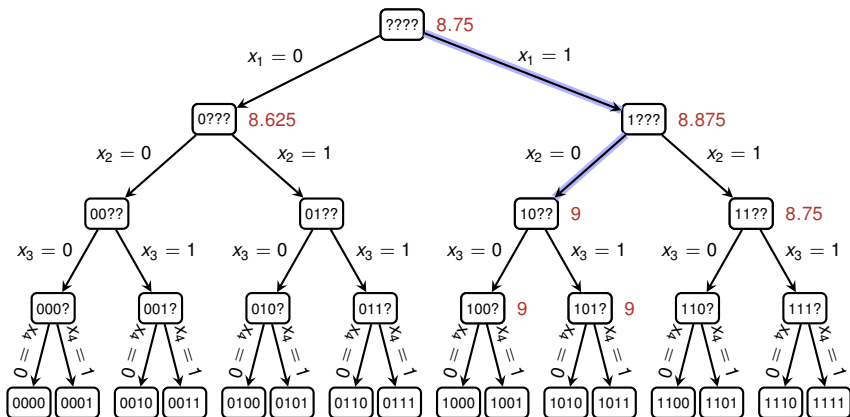 ???? 8.75
x₁ = 0 x₁ = 1
0??? 8.625 1??? 8.875
x₂ = 0 x₂ = 1 x₂ = 0 x₂ = 1
00?? 01?? 10?? 9 11?? 8.75
x₃ = 0 x₃ = 1 x₃ = 0 x₃ = 1 x₃ = 0 x₃ = 1 x₃ = 0 x₃ = 1
000? 001? 010? 011? 100? 9 101? 9 110? 111?
x₄ = 0 x₄ = 1 x₄ = 0 x₄ = 1 x₄ = 0 x₄ = 1 x₄ = 0 x₄ = 1 x₄ = 0 x₄ = 1 x₄ = 0 x₄ = 1 x₄ = 0 x₄ = 1 x₄ = 0 x₄ = 1
0000 0001 0010 0011 0100 0101 0110 0111 1000 1001 1010 1011 1100 1101 1110 1111